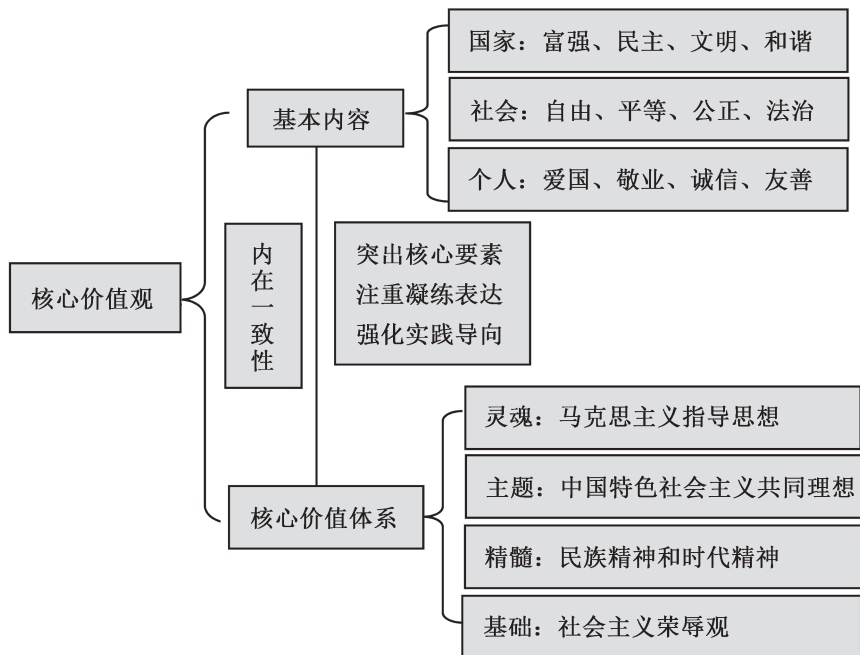 国家：富强、民主、文明、和谐
基本内容
社会：自由、平等、公正、法治
个人：爱国、敬业、诚信、友善
核心价值观
内在一致性
突出核心要素
注重凝练表达
强化实践导向
灵魂：马克思主义指导思想
主题：中国特色社会主义共同理想
核心价值体系
精髓：民族精神和时代精神
基础：社会主义荣辱观